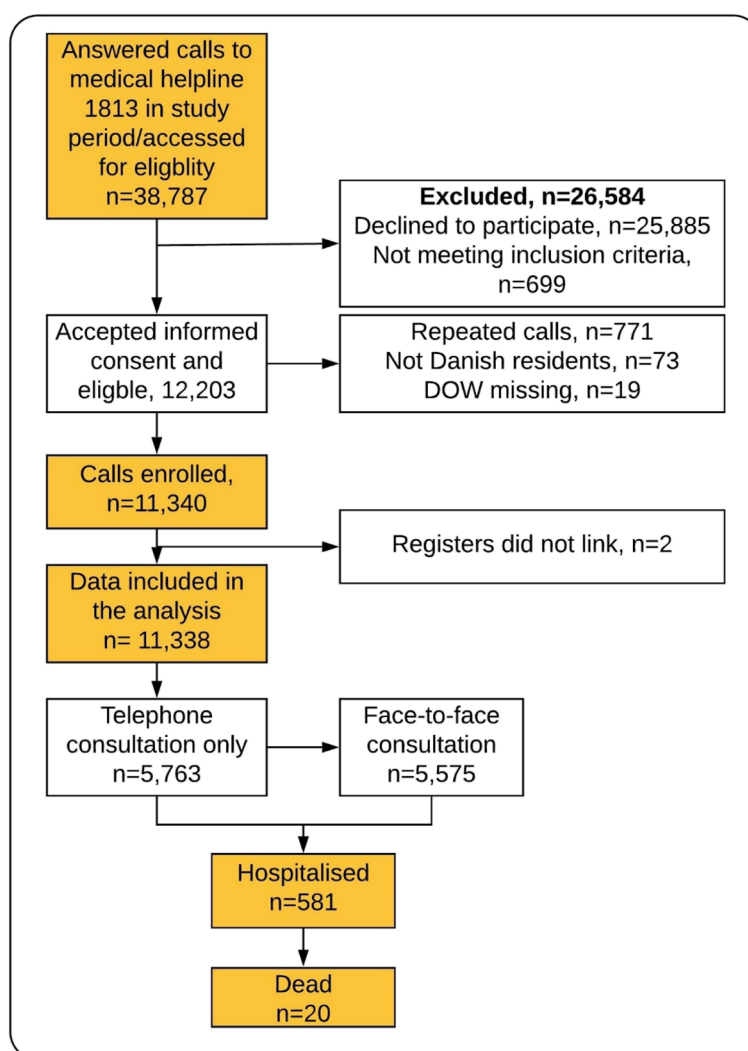 Answered calls to
medical helpline
1813 in study
period/accessed
for eligblity
n=38,787
Excluded, n=26,584
Declined to participate, n=25,885
Not meeting inclusion criteria,
n=699
Accepted informed
consent and
eligble, 12,203
Repeated calls, n=771
Not Danish residents, n=73
DOW missing, n=19
Calls enrolled,
n=11,340
Registers did not link, n=2
Data included in
the analysis
n= 11,338
Telephone
consultation only
n=5,763
Face-to-face
consultation
n=5,575
Hospitalised
n=581
Dead
n=20